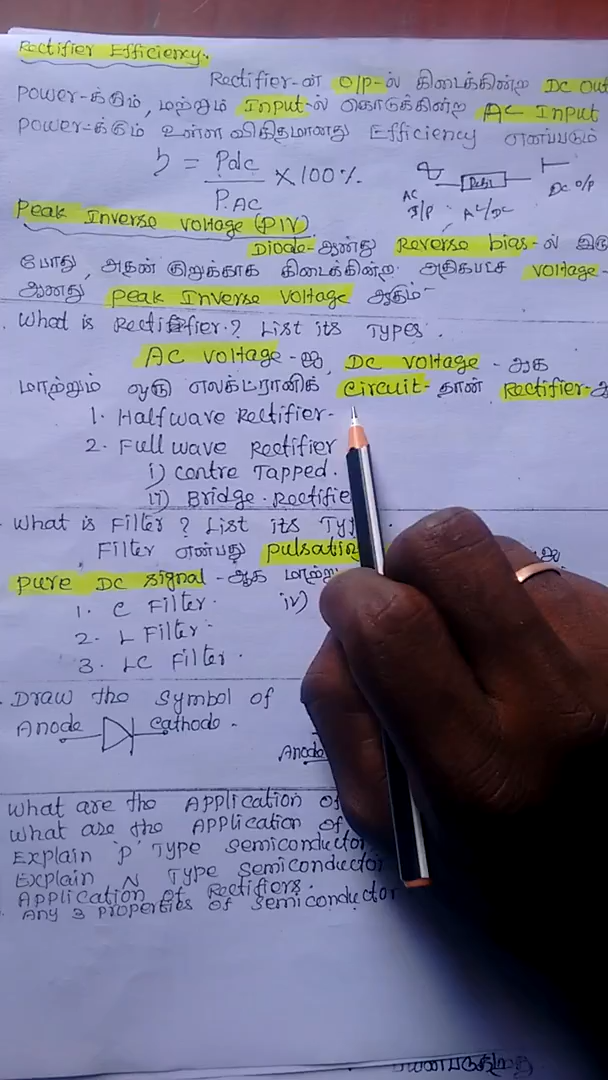 Rectifier Efficiency.
Rectifier-ன் O/P-ல் கிடைக்கின்ற DC Out
Power-க்கும், மற்றும் Input-ல் கொடுக்கின்ற AC Input
Power-க்கும் உள்ள விகிதமானது Efficiency எனப்படும்
η = Pdc / P.AC × 100%
AC I/P AC/DC DC O/P
Peak Inverse Voltage (PIV)
Diode-ஆனது Reverse bias-ல் இரு
போது, அதன் குறுக்காக கிடைக்கின்ற அதிகபட்ச voltage-
ஆனது Peak Inverse Voltage ஆகும்
. What is Rectifier? List its Types.
AC Voltage-ஐ DC voltage-ஆக
மாற்றும் ஒரு எலக்ட்ரானிக் circuit-தான் Rectifier-ஆ
1. Halfwave Rectifier-
2. Full wave Rectifier
i) Centre Tapped.
ii) Bridge. Rectifie
What is Filter? List its Typ
Filter என்பது Pulsatin
pure DC signal-ஆக மாற்று
1. C Filter. iv)
2. L Filter-
3. LC Filter.
. Draw the Symbol of
Anode Cathode-
Anode
What are the Application of
What are the Application of
Explain 'P' Type Semiconductor
Explain N Type Semiconductor
Application of Rectifiers.
Any 3 Properties of Semiconductor